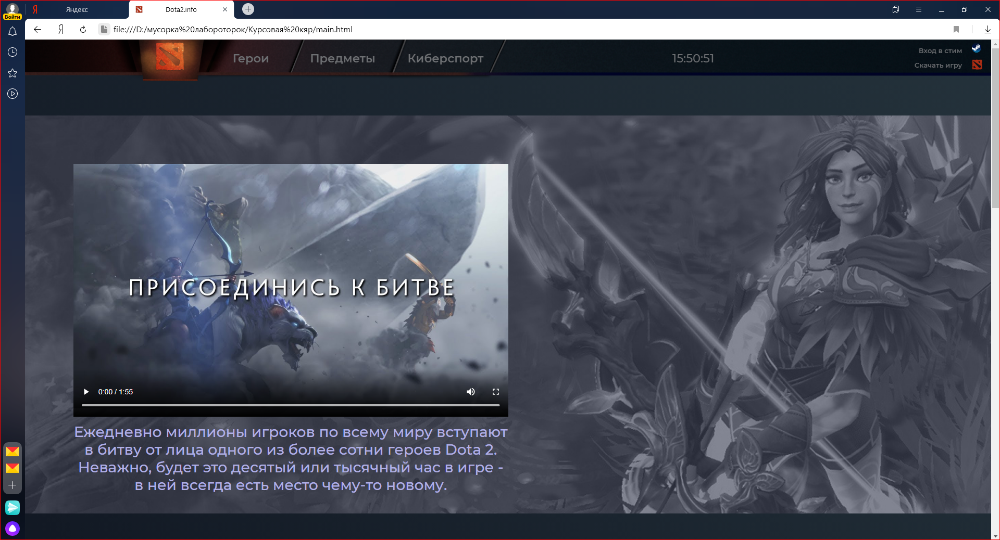 Войти
Я
Яндекс
Dota2.info
Я
file:///D:/мусорка%20лабороторок/Курсовая%20кяр/main.html
Герои
Предметы
Киберспорт
15:50:51
Вход в стим
Скачать игру
ПРИСОЕДИНИСЬ К БИТВЕ
0:00 / 1:55
Ежедневно миллионы игроков по всему миру вступают
в битву от лица одного из более сотни героев Dota 2.
Неважно, будет это десятый или тысячный час в игре -
в ней всегда есть место чему-то новому.